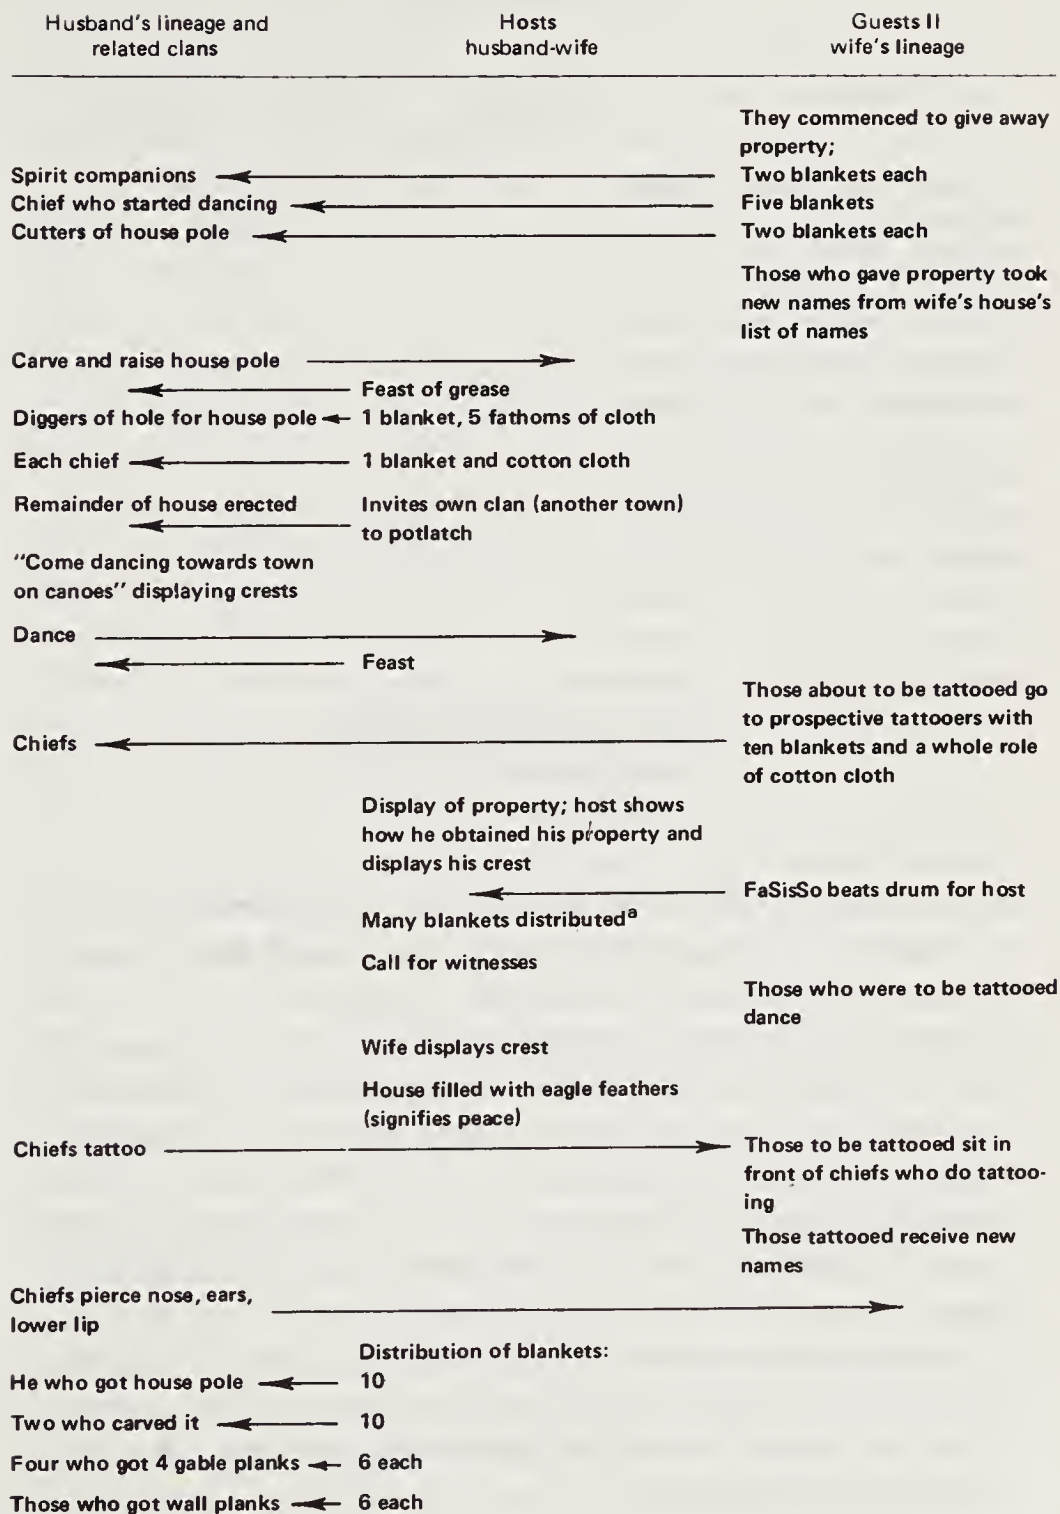 Husband's lineage and
related clans
Hosts
husband-wife
Guests II
wife's lineage
They commenced to give away
property;
Spirit companions
Two blankets each
Chief who started dancing
Five blankets
Cutters of house pole
Two blankets each
Those who gave property took
new names from wife's house's
list of names
Carve and raise house pole
Feast of grease
Diggers of hole for house pole
1 blanket, 5 fathoms of cloth
Each chief
1 blanket and cotton cloth
Remainder of house erected
Invites own clan (another town)
to potlatch
"Come dancing towards town
on canoes" displaying crests
Dance
Feast
Those about to be tattooed go
to prospective tattooers with
ten blankets and a whole role
of cotton cloth
Chiefs
Display of property; host shows
how he obtained his property and
displays his crest
FaSisSo beats drum for host
Many blankets distributed^a
Call for witnesses
Those who were to be tattooed
dance
Wife displays crest
House filled with eagle feathers
(signifies peace)
Chiefs tattoo
Those to be tattooed sit in
front of chiefs who do tattoo-
ing
Those tattooed receive new
names
Chiefs pierce nose, ears,
lower lip
Distribution of blankets:
He who got house pole
10
Two who carved it
10
Four who got 4 gable planks
6 each
Those who got wall planks
6 each